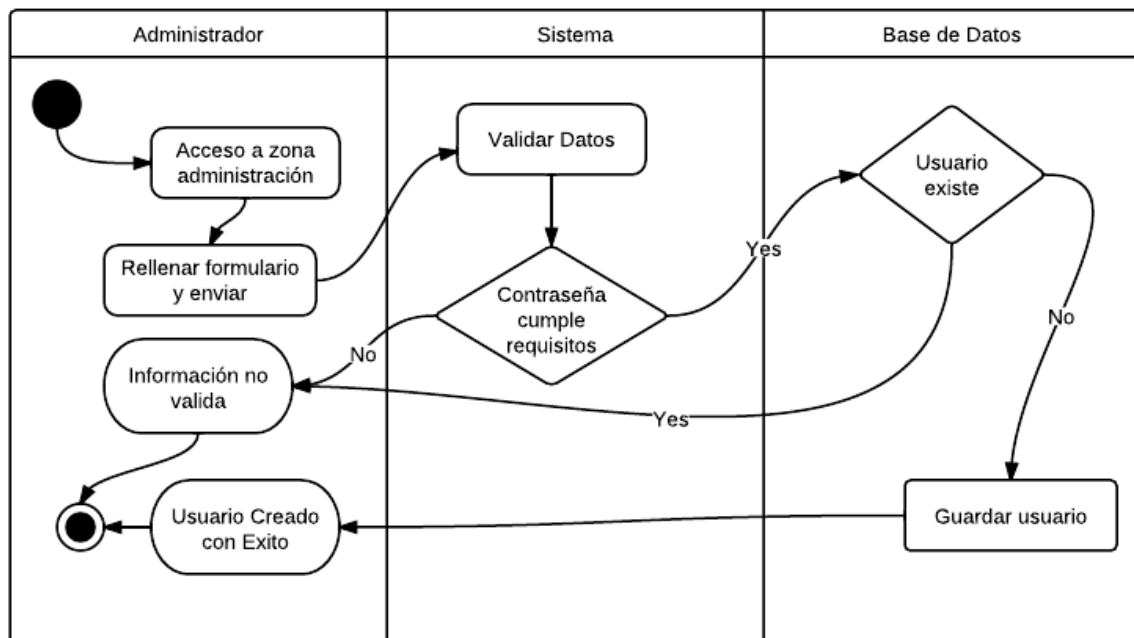 Administrador
Sistema
Base de Datos
Acceso a zona
administración
Validar Datos
Usuario
existe
Yes
Rellenar formulario
y enviar
Contraseña
cumple
requisitos
No
No
Información no
valida
Yes
Usuario Creado
con Exito
Guardar usuario